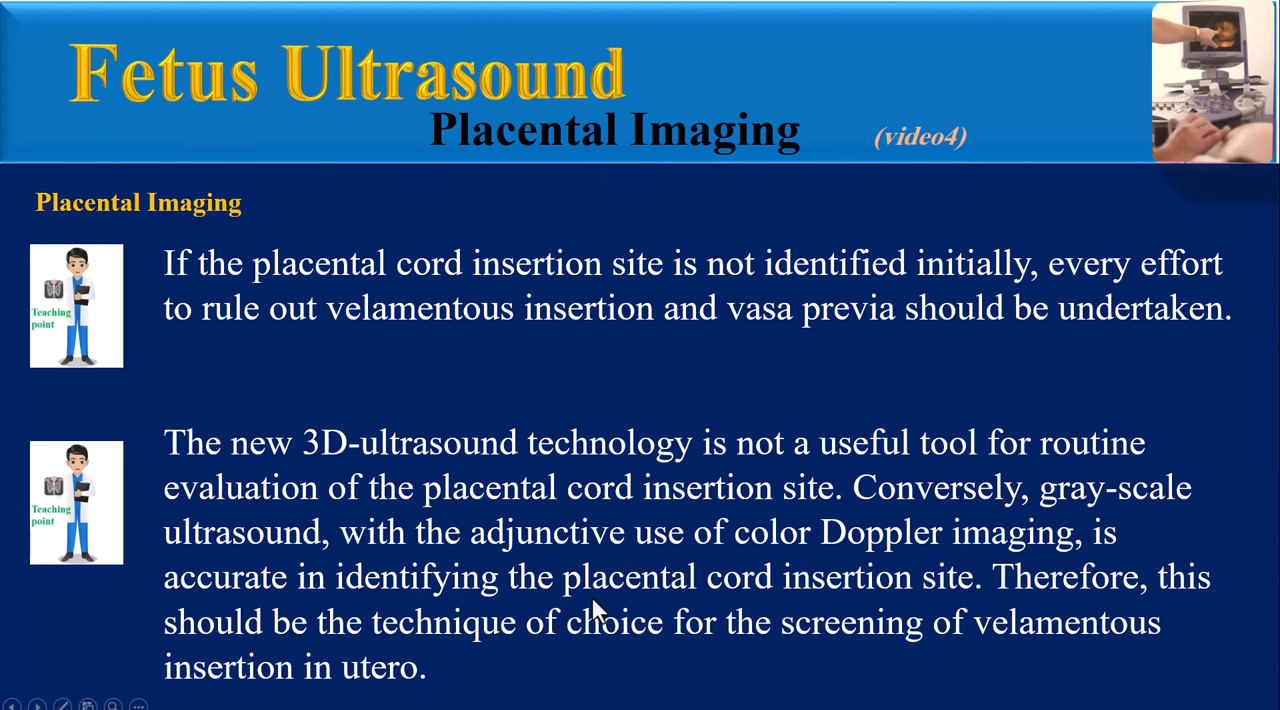 Fetus Ultrasound
Placental Imaging (video4)
Placental Imaging
Teaching
point
If the placental cord insertion site is not identified initially, every effort
to rule out velamentous insertion and vasa previa should be undertaken.
Teaching
point
The new 3D-ultrasound technology is not a useful tool for routine
evaluation of the placental cord insertion site. Conversely, gray-scale
ultrasound, with the adjunctive use of color Doppler imaging, is
accurate in identifying the placental cord insertion site. Therefore, this
should be the technique of choice for the screening of velamentous
insertion in utero.